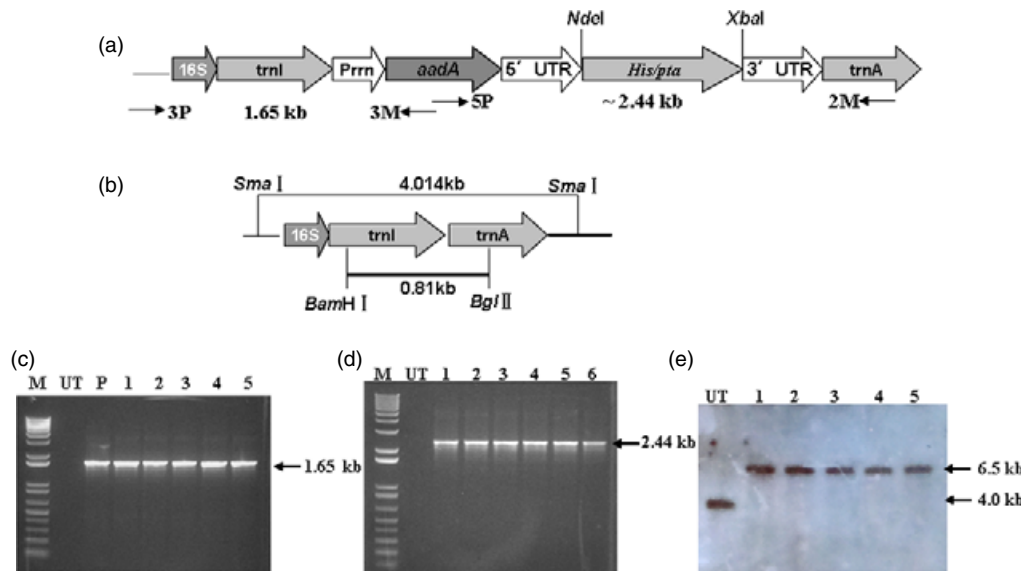 (a)
NdeI XbaI
16S trnI Prrn aadA 5´ UTR His/pta 3´ UTR trnA
3P 1.65 kb 3M 5P ~2.44 kb 2M
(b)
Sma I 4.014kb Sma I
16S trnI trnA
0.81kb
BamH I Bgl II
(c)
M UT P 1 2 3 4 5
1.65 kb
(d)
M UT 1 2 3 4 5 6
2.44 kb
(e)
UT 1 2 3 4 5
6.5 kb
4.0 kb